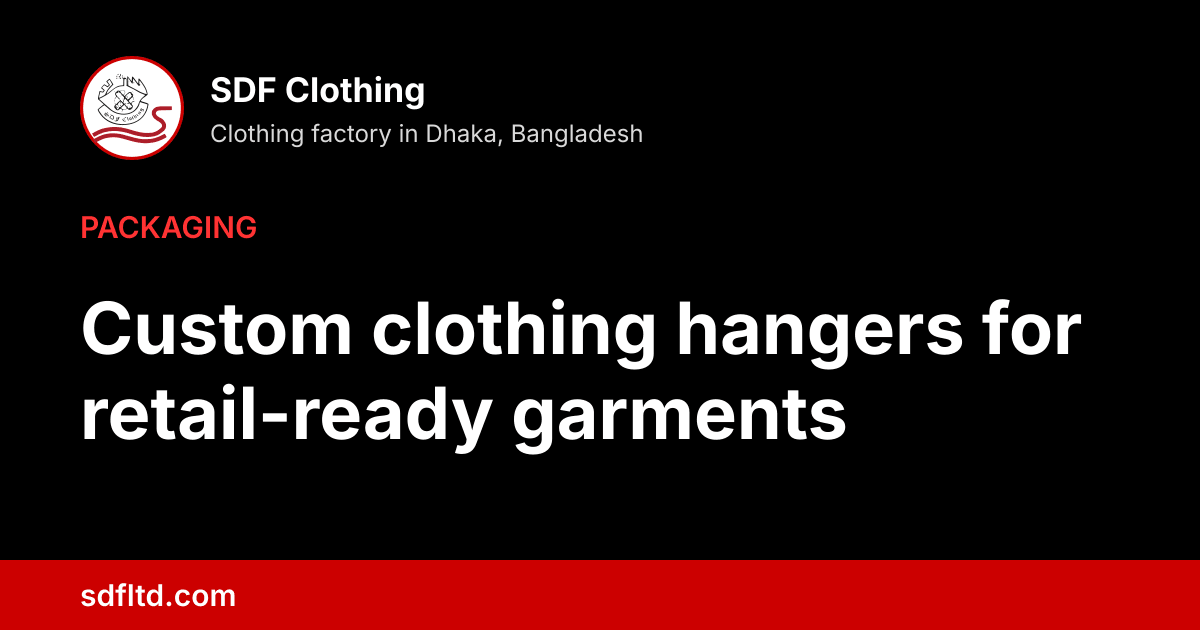 SDF Clothing
Clothing factory in Dhaka, Bangladesh
PACKAGING
Custom clothing hangers for
retail-ready garments
sdfltd.com